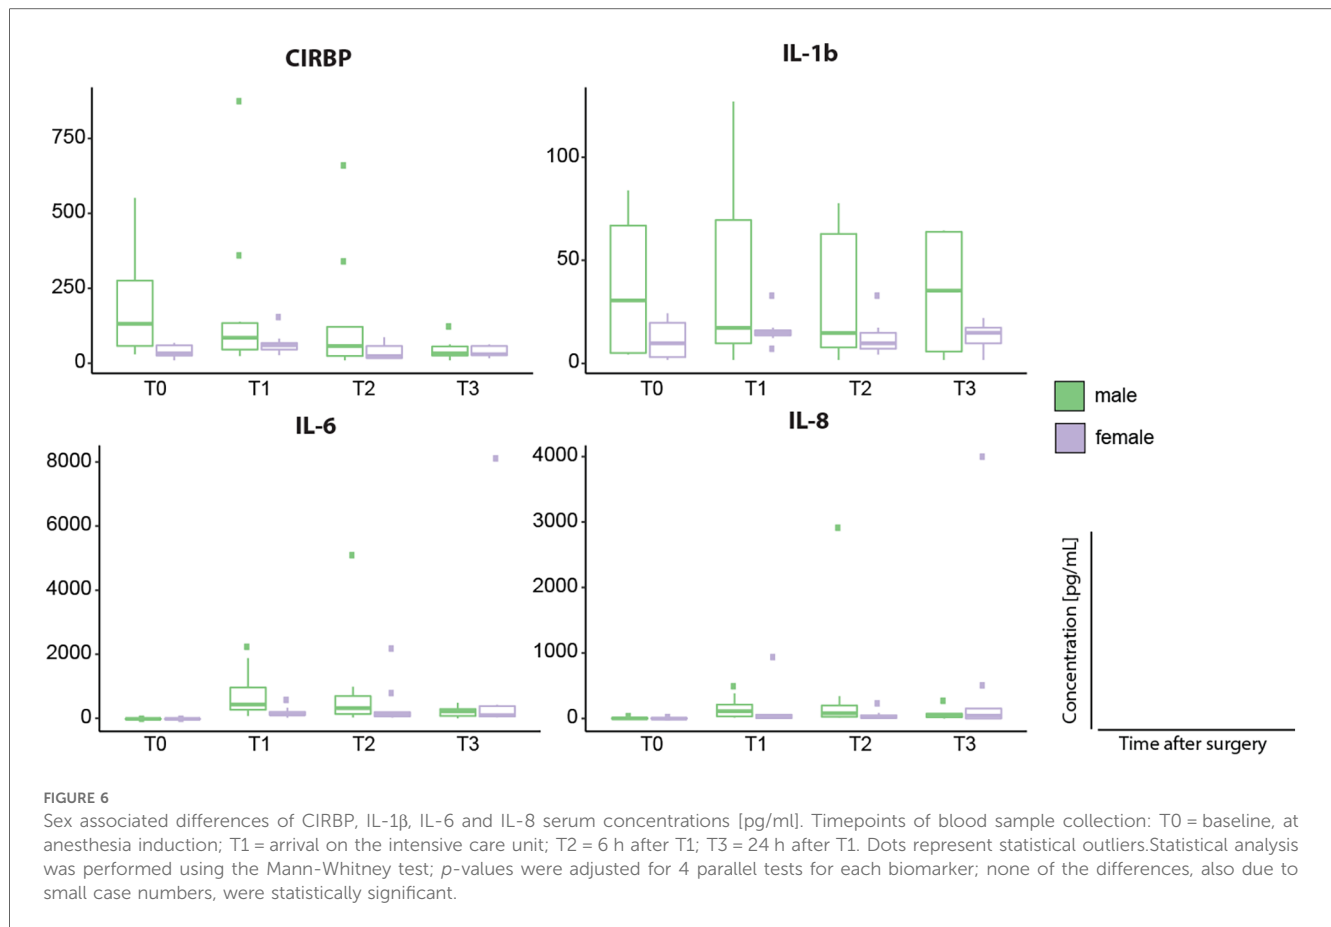 CIRBP
750
500
250
0
T0 T1 T2 T3
IL-1b
100
50
0
T0 T1 T2 T3
male
female
IL-6
8000
6000
4000
2000
0
T0 T1 T2 T3
IL-8
4000
3000
2000
1000
0
T0 T1 T2 T3
Concentration [pg/mL]
Time after surgery
FIGURE 6
Sex associated differences of CIRBP, IL-1β, IL-6 and IL-8 serum concentrations [pg/ml]. Timepoints of blood sample collection: T0 = baseline, at
anesthesia induction; T1 = arrival on the intensive care unit; T2 = 6 h after T1; T3 = 24 h after T1. Dots represent statistical outliers.Statistical analysis
was performed using the Mann-Whitney test; p-values were adjusted for 4 parallel tests for each biomarker; none of the differences, also due to
small case numbers, were statistically significant.